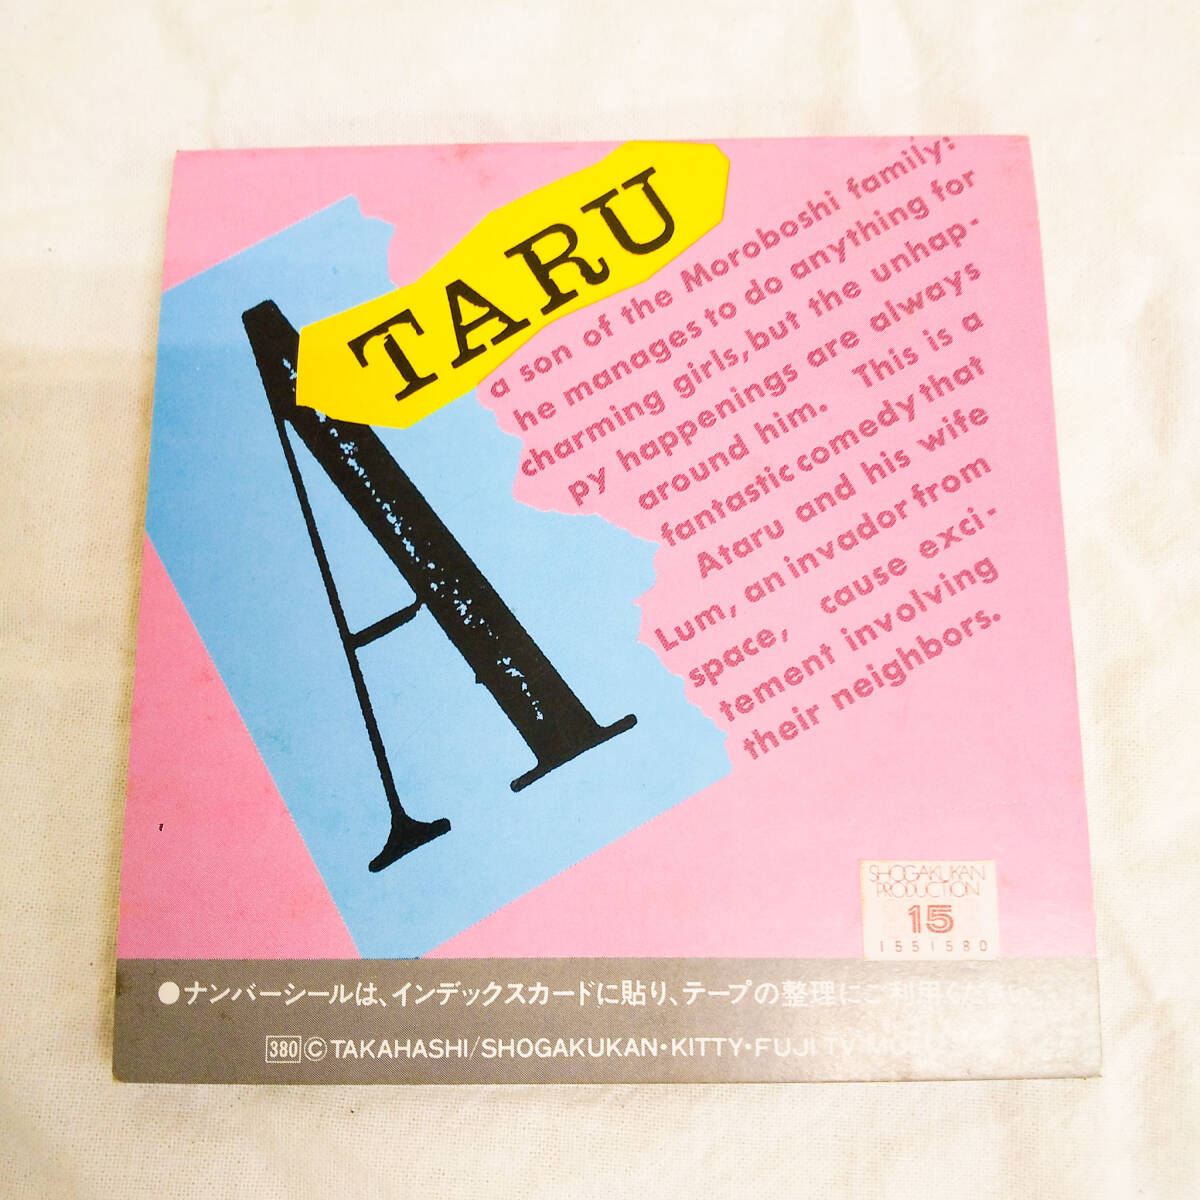 ATARU
a son of the Moroboshi family:
he manages to do anything for
charming girls, but the unhap-
py happenings are always
around him. This is a
fantastic comedy that
Ataru and his wife
Lum, an invador from
space, cause exci-
tement involving
their neighbors.
SHOGAKUKAN
PRODUCTION
15
1551580
●ナンバーシールは、インデックスカードに貼り、テープの整理にご利用ください。
380 ©TAKAHASHI/SHOGAKUKAN・KITTY・FUJI TV